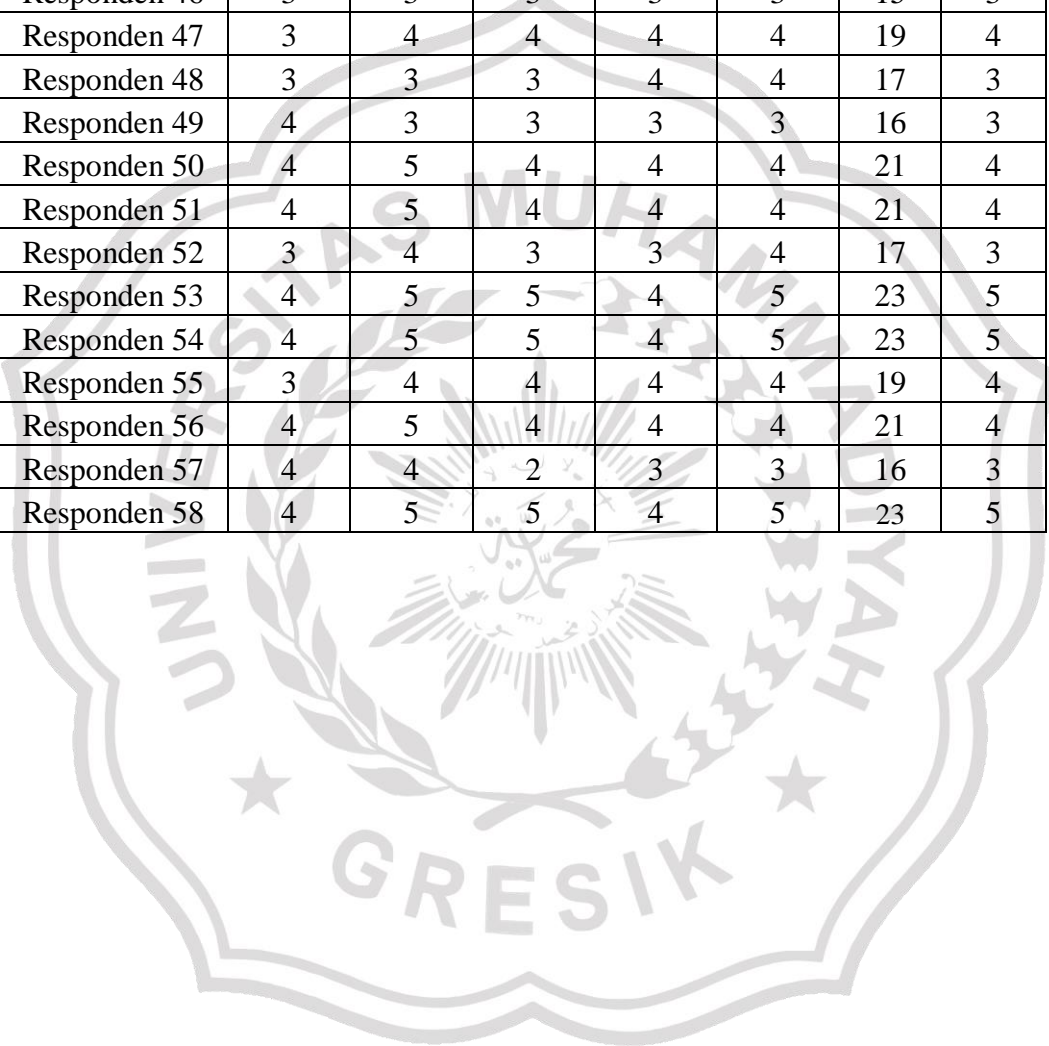 Responden 47 3 4 4 4 4 19 4
Responden 48 3 3 3 4 4 17 3
Responden 49 4 3 3 3 3 16 3
Responden 50 4 5 4 4 4 21 4
Responden 51 4 5 4 4 4 21 4
Responden 52 3 4 3 3 4 17 3
Responden 53 4 5 5 4 5 23 5
Responden 54 4 5 5 4 5 23 5
Responden 55 3 4 4 4 4 19 4
Responden 56 4 5 4 4 4 21 4
Responden 57 4 4 2 3 3 16 3
Responden 58 4 5 5 4 5 23 5
UNIVERSITAS MUHAMMADIYAH
GRESIK